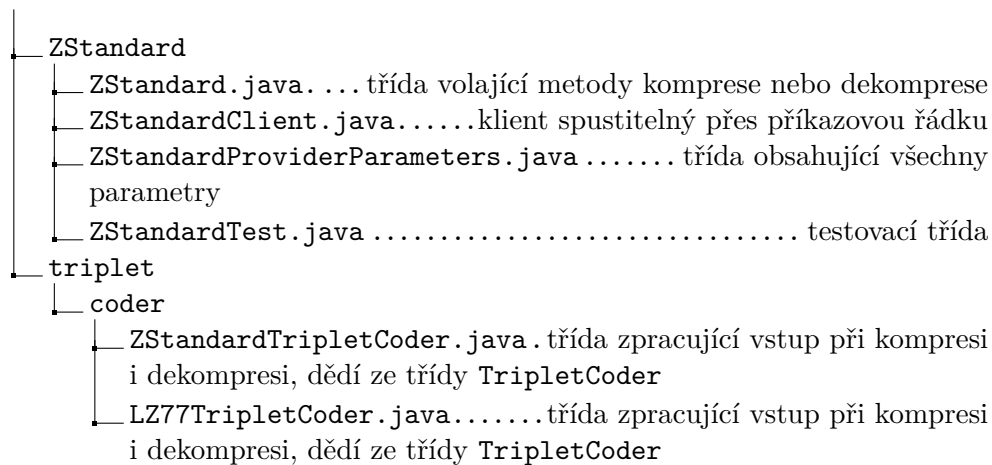 ZStandard
ZStandard.java. ... třída volající metody komprese nebo dekomprese
ZStandardClient.java......klient spustitelný přes příkazovou řádku
ZStandardProviderParameters.java ....... třída obsahující všechny
parametry
ZStandardTest.java ................................ testovací třída
triplet
coder
ZStandardTripletCoder.java.třída zpracující vstup při kompresi
i dekompresi, dědí ze třídy TripletCoder
LZ77TripletCoder.java.......třída zpracující vstup při kompresi
i dekompresi, dědí ze třídy TripletCoder